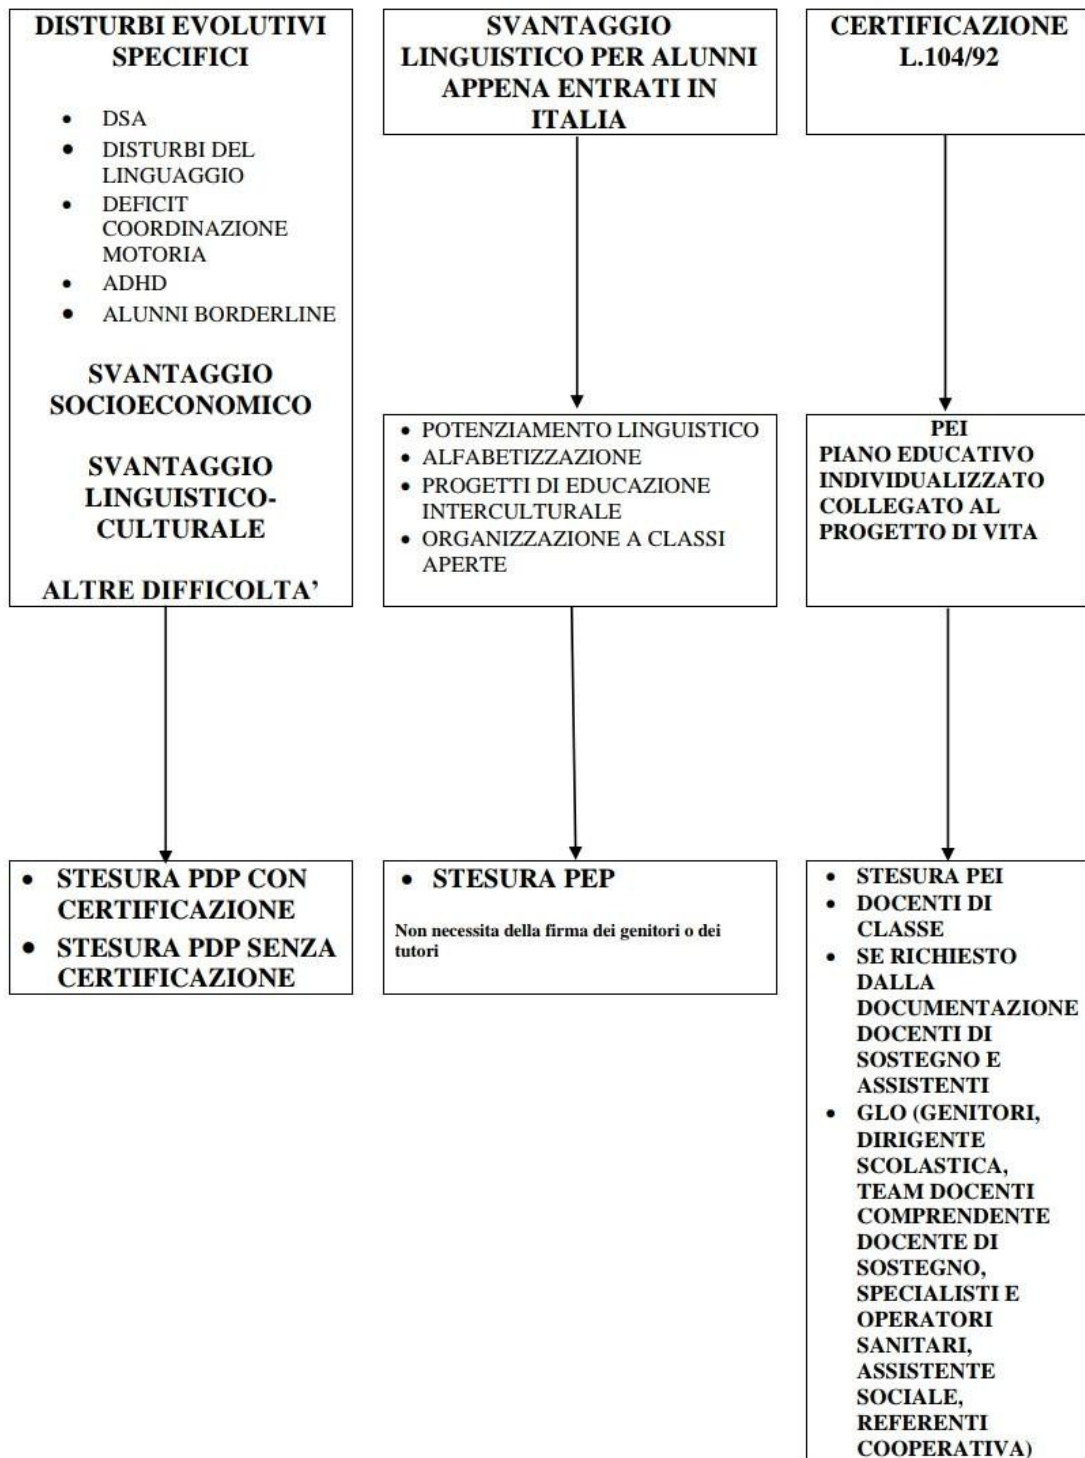 DISTURBI EVOLUTIVI
SPECIFICI
• DSA
• DISTURBI DEL
LINGUAGGIO
• DEFICIT
COORDINAZIONE
MOTORIA
• ADHD
• ALUNNI BORDERLINE
SVANTAGGIO
SOCIOECONOMICO
SVANTAGGIO
LINGUISTICO-
CULTURALE
ALTRE DIFFICOLTA’
• STESURA PDP CON
CERTIFICAZIONE
• STESURA PDP SENZA
CERTIFICAZIONE
SVANTAGGIO
LINGUISTICO PER ALUNNI
APPENA ENTRATI IN
ITALIA
• POTENZIAMENTO LINGUISTICO
• ALFABETIZZAZIONE
• PROGETTI DI EDUCAZIONE
INTERCULTURALE
• ORGANIZZAZIONE A CLASSI
APERTE
• STESURA PEP
Non necessita della firma dei genitori o dei
tutori
CERTIFICAZIONE
L.104/92
PEI
PIANO EDUCATIVO
INDIVIDUALIZZATO
COLLEGATO AL
PROGETTO DI VITA
• STESURA PEI
• DOCENTI DI
CLASSE
• SE RICHIESTO
DALLA
DOCUMENTAZIONE
DOCENTI DI
SOSTEGNO E
ASSISTENTI
• GLO (GENITORI,
DIRIGENTE
SCOLASTICA,
TEAM DOCENTI
COMPRENDENTE
DOCENTE DI
SOSTEGNO,
SPECIALISTI E
OPERATORI
SANITARI,
ASSISTENTE
SOCIALE,
REFERENTI
COOPERATIVA)